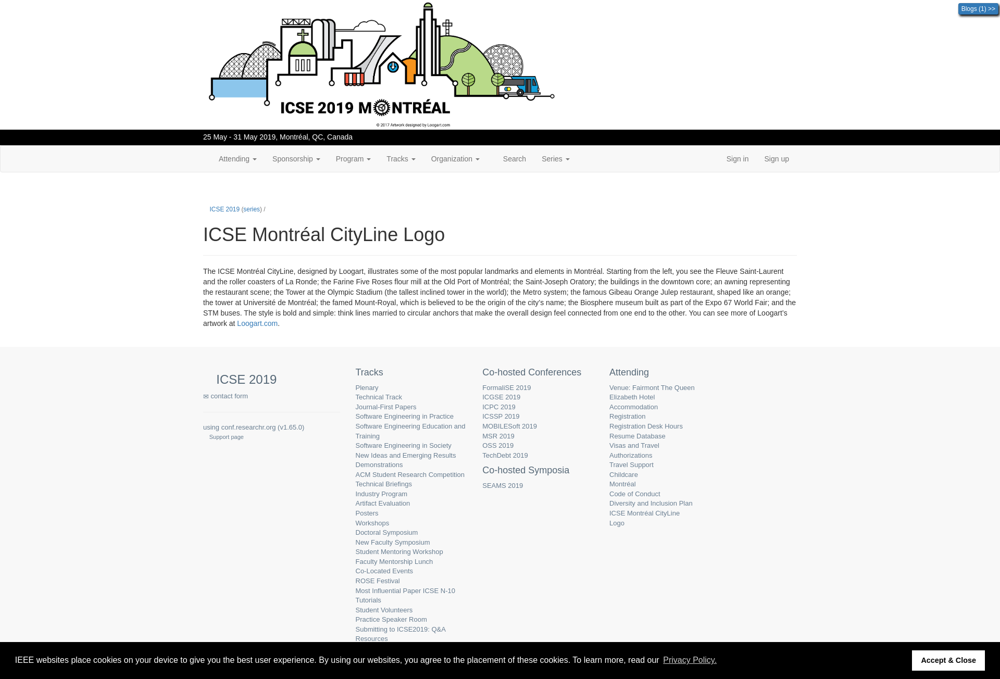 Blogs (1) >>
ICSE 2019 MONTRÉAL
© 2017 Artwork designed by Loogart.com
25 May - 31 May 2019, Montréal, QC, Canada
Attending Sponsorship Program Tracks Organization Search Series Sign in Sign up
ICSE 2019 (series) /
ICSE Montréal CityLine Logo
The ICSE Montréal CityLine, designed by Loogart, illustrates some of the most popular landmarks and elements in Montréal. Starting from the left, you see the Fleuve Saint-Laurent
and the roller coasters of La Ronde; the Farine Five Roses flour mill at the Old Port of Montréal; the Saint-Joseph Oratory; the buildings in the downtown core; an awning representing
the restaurant scene; the Tower at the Olympic Stadium (the tallest inclined tower in the world); the Metro system; the famous Gibeau Orange Julep restaurant, shaped like an orange;
the tower at Université de Montréal; the famed Mount-Royal, which is believed to be the origin of the city’s name; the Biosphere museum built as part of the Expo 67 World Fair; and the
STM buses. The style is bold and simple: think lines married to circular anchors that make the overall design feel connected from one end to the other. You can see more of Loogart’s
artwork at Loogart.com.
ICSE 2019
✉ contact form
using conf.researchr.org (v1.65.0)
Support page
Tracks
Plenary
Technical Track
Journal-First Papers
Software Engineering in Practice
Software Engineering Education and
Training
Software Engineering in Society
New Ideas and Emerging Results
Demonstrations
ACM Student Research Competition
Technical Briefings
Industry Program
Artifact Evaluation
Posters
Workshops
Doctoral Symposium
New Faculty Symposium
Student Mentoring Workshop
Faculty Mentorship Lunch
Co-Located Events
ROSE Festival
Most Influential Paper ICSE N-10
Tutorials
Student Volunteers
Practice Speaker Room
Submitting to ICSE2019: Q&A
Resources
Co-hosted Conferences
FormaliSE 2019
ICGSE 2019
ICPC 2019
ICSSP 2019
MOBILESoft 2019
MSR 2019
OSS 2019
TechDebt 2019
Co-hosted Symposia
SEAMS 2019
Attending
Venue: Fairmont The Queen
Elizabeth Hotel
Accommodation
Registration
Registration Desk Hours
Resume Database
Visas and Travel
Authorizations
Travel Support
Childcare
Montréal
Code of Conduct
Diversity and Inclusion Plan
ICSE Montréal CityLine
Logo
IEEE websites place cookies on your device to give you the best user experience. By using our websites, you agree to the placement of these cookies. To learn more, read our Privacy Policy.
Accept & Close